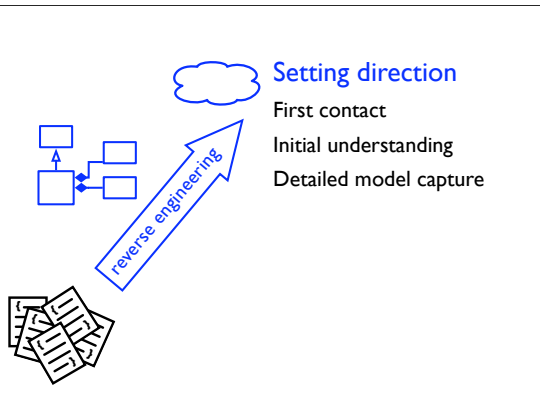 Setting direction
First contact
Initial understanding
Detailed model capture
reverse engineering